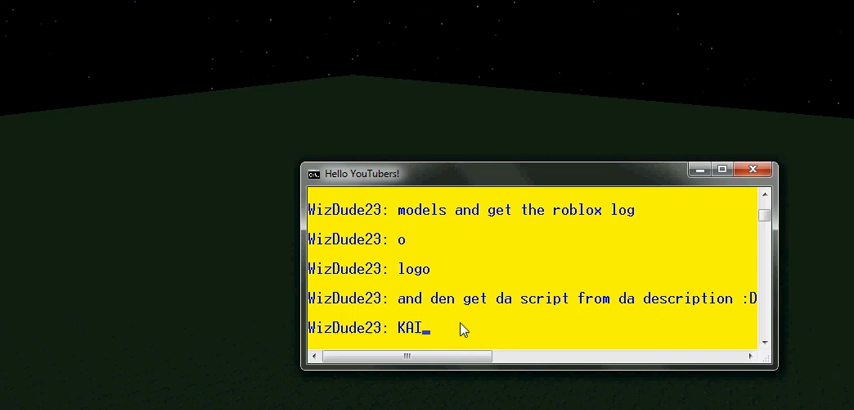 Hello YouTubers!
WizDude23: models and get the roblox log
WizDude23: o
WizDude23: logo
WizDude23: and den get da script from da description :D
WizDude23: KAI